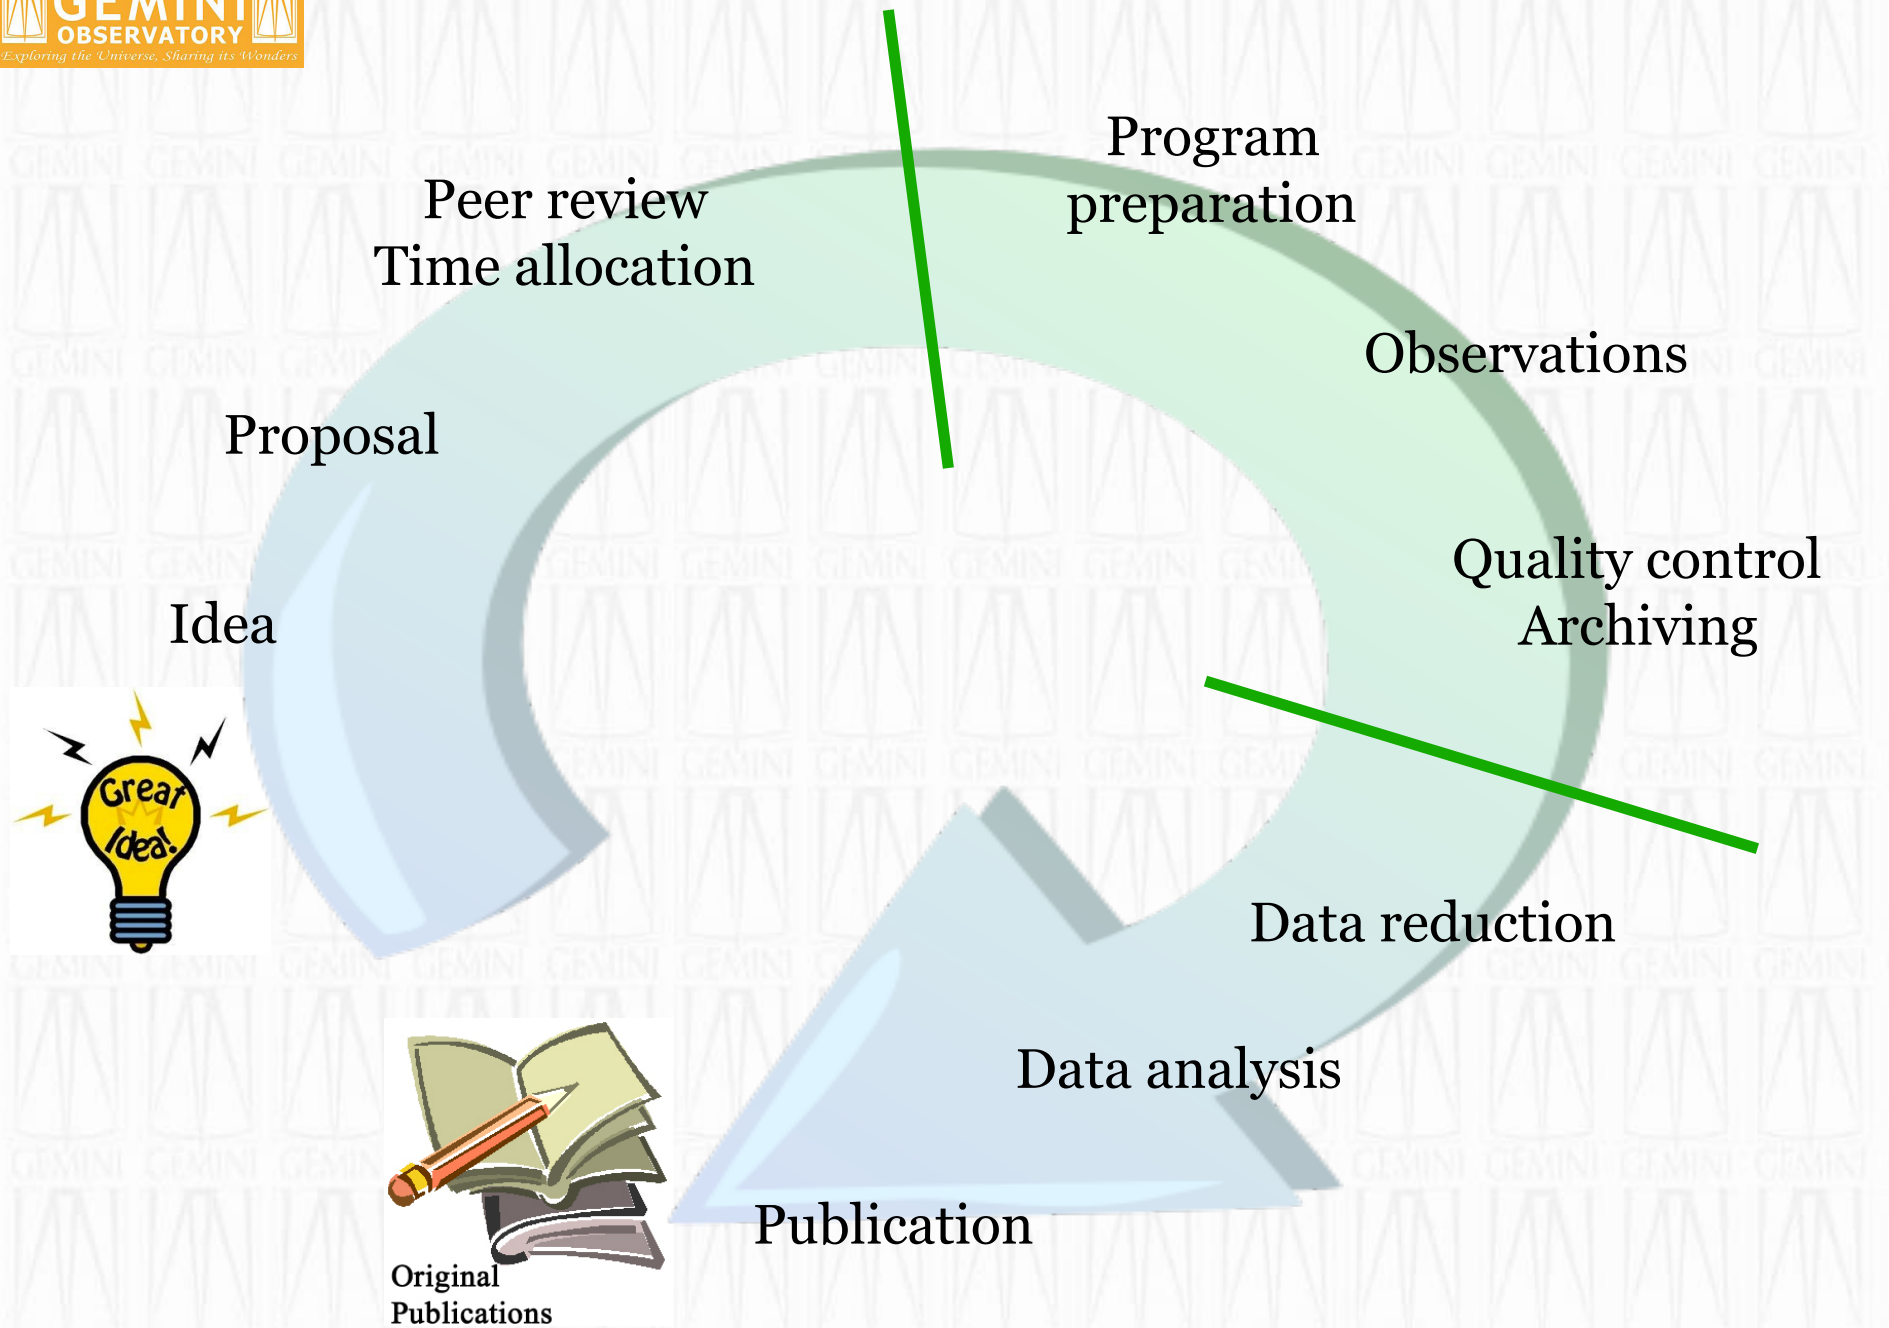 GEMINI
OBSERVATORY
Exploring the Universe, Sharing its Wonders
Program
preparation
Peer review
Time allocation
Observations
Proposal
Quality control
Archiving
Idea
Great
Idea!
Data reduction
Data analysis
Publication
Original
Publications